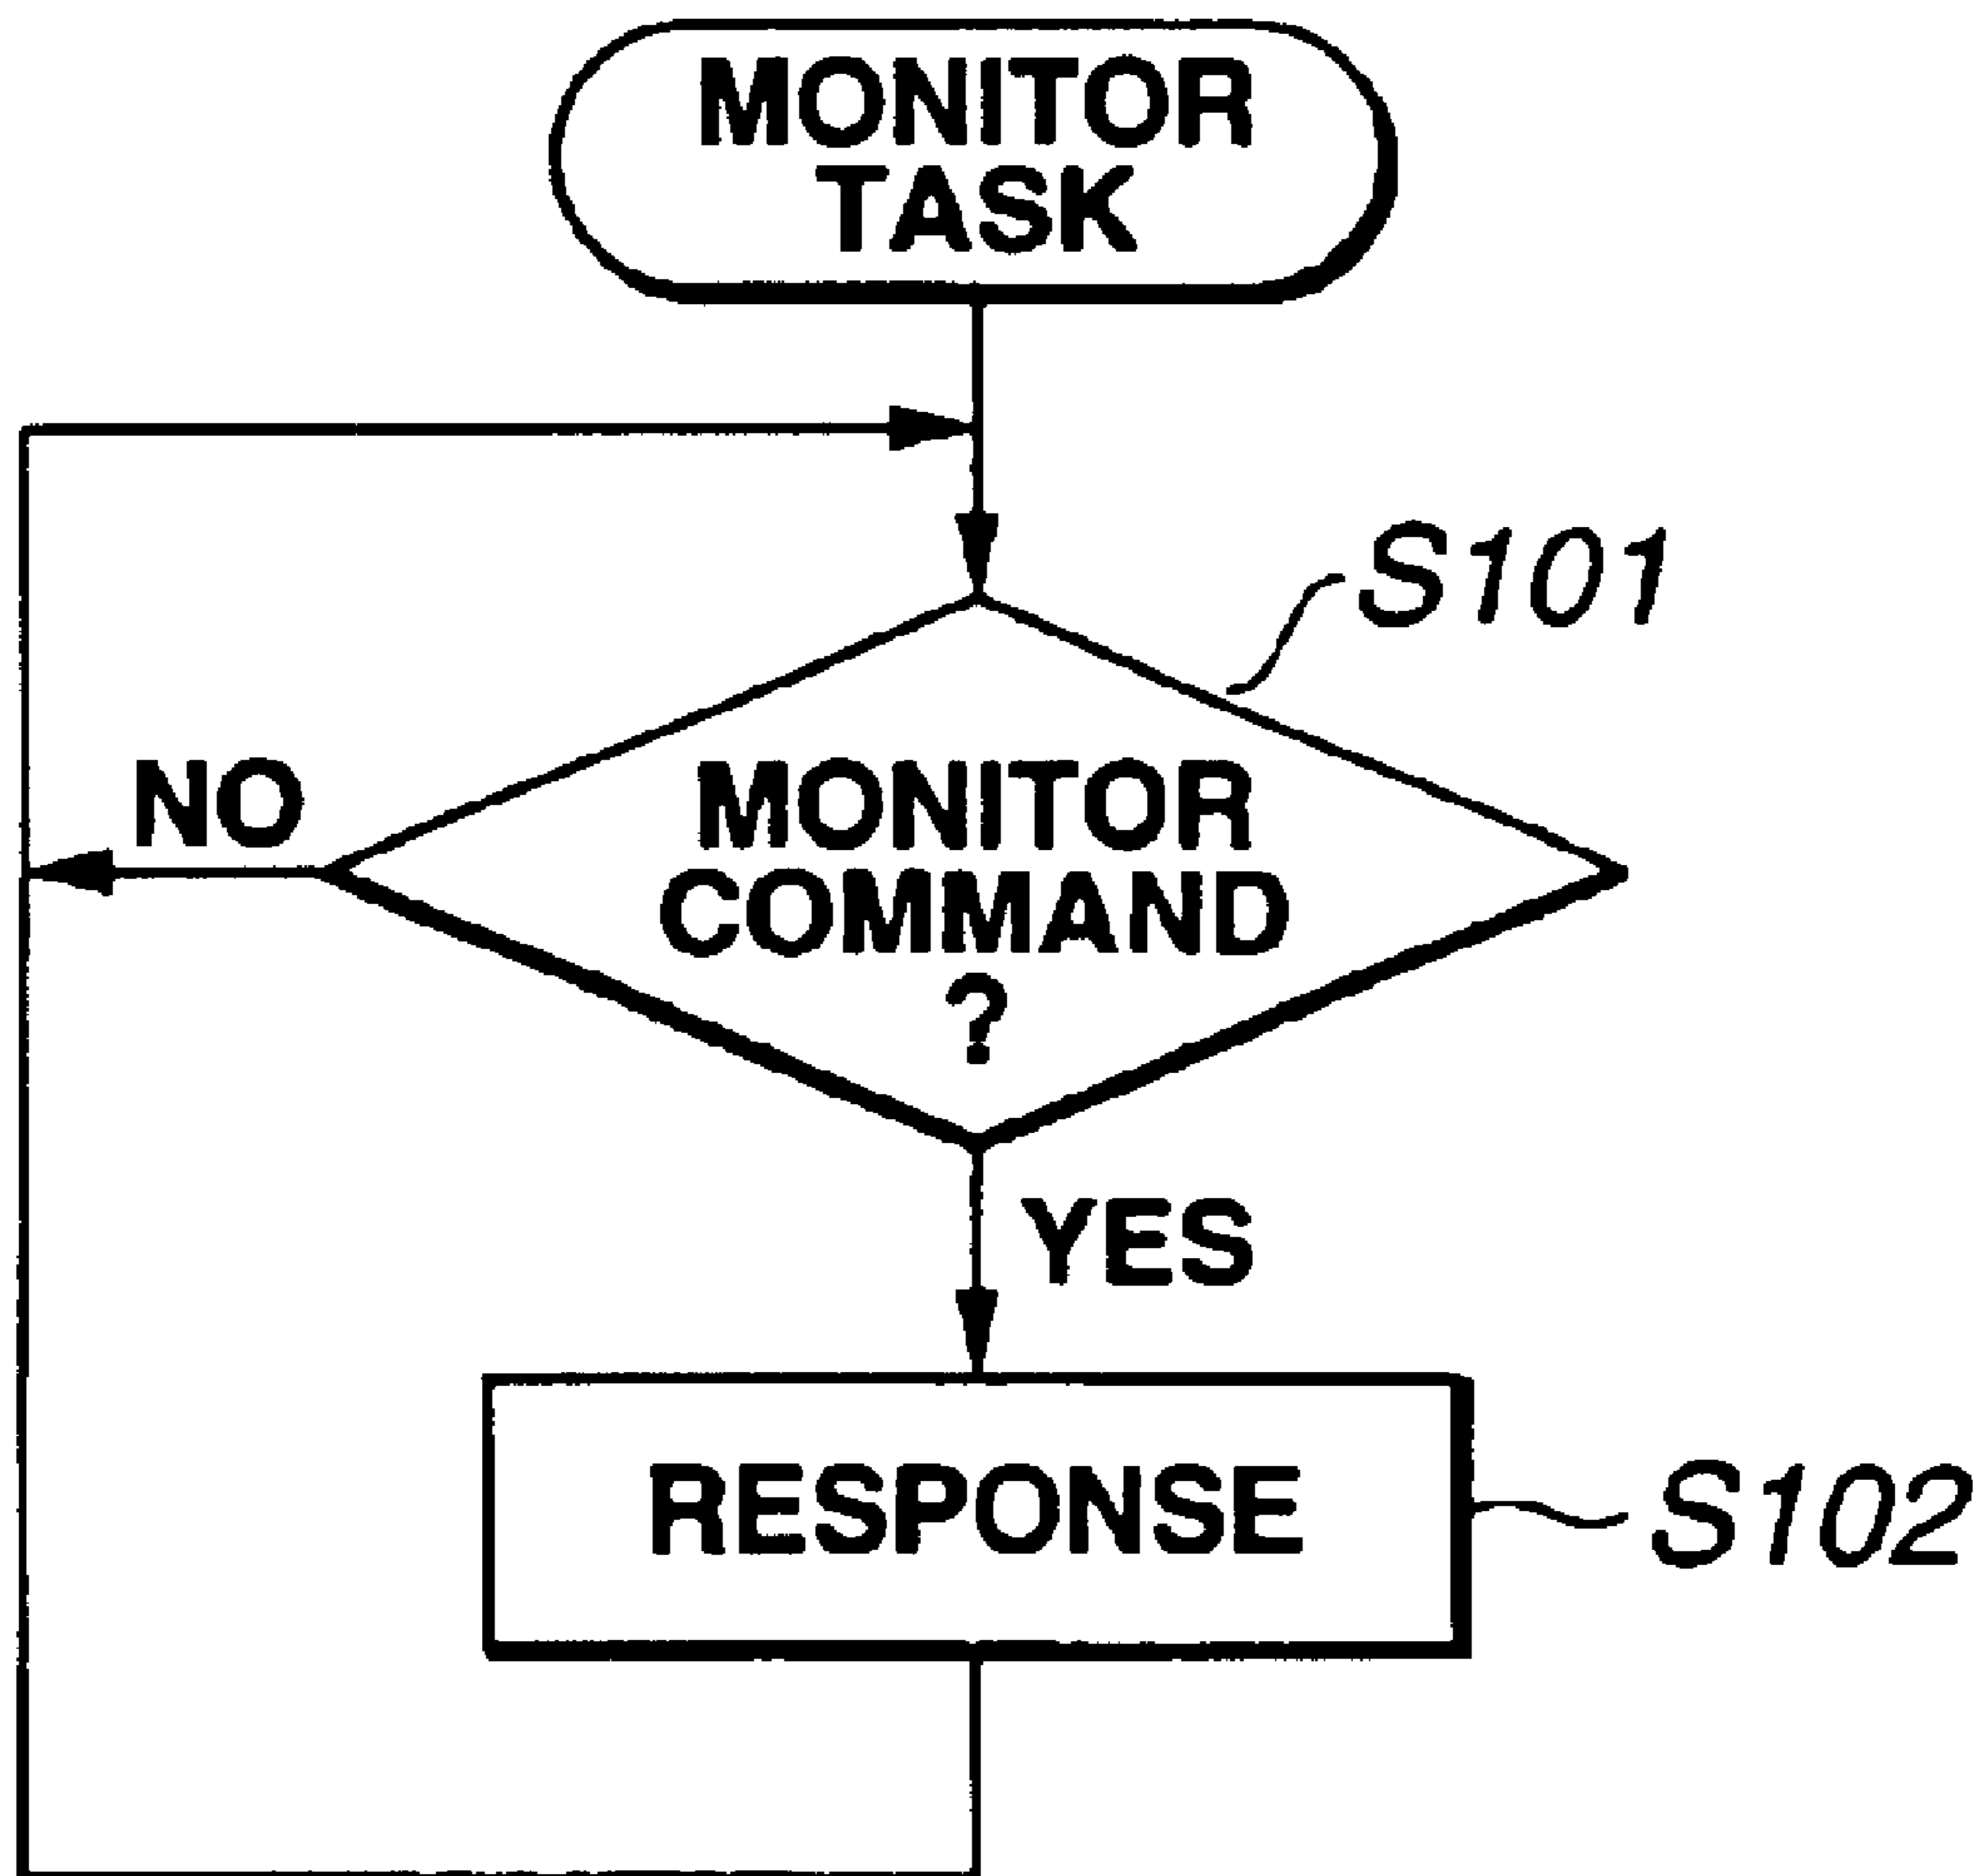 MONITOR
TASK
S101
NO
MONITOR
COMMAND
?
YES
RESPONSE
S102